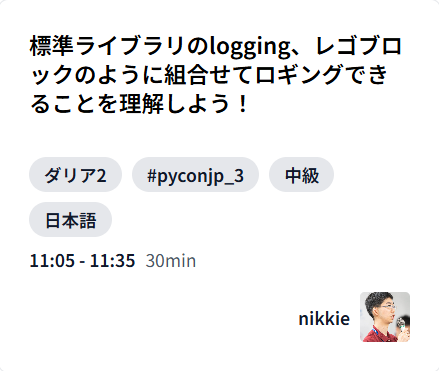 標準ライブラリのlogging、レゴブロ
ックのように組合せてロギングでき
ることを理解しよう！
ダリア2 #pyconjp_3 中級
日本語
11:05 - 11:35 30min
nikkie